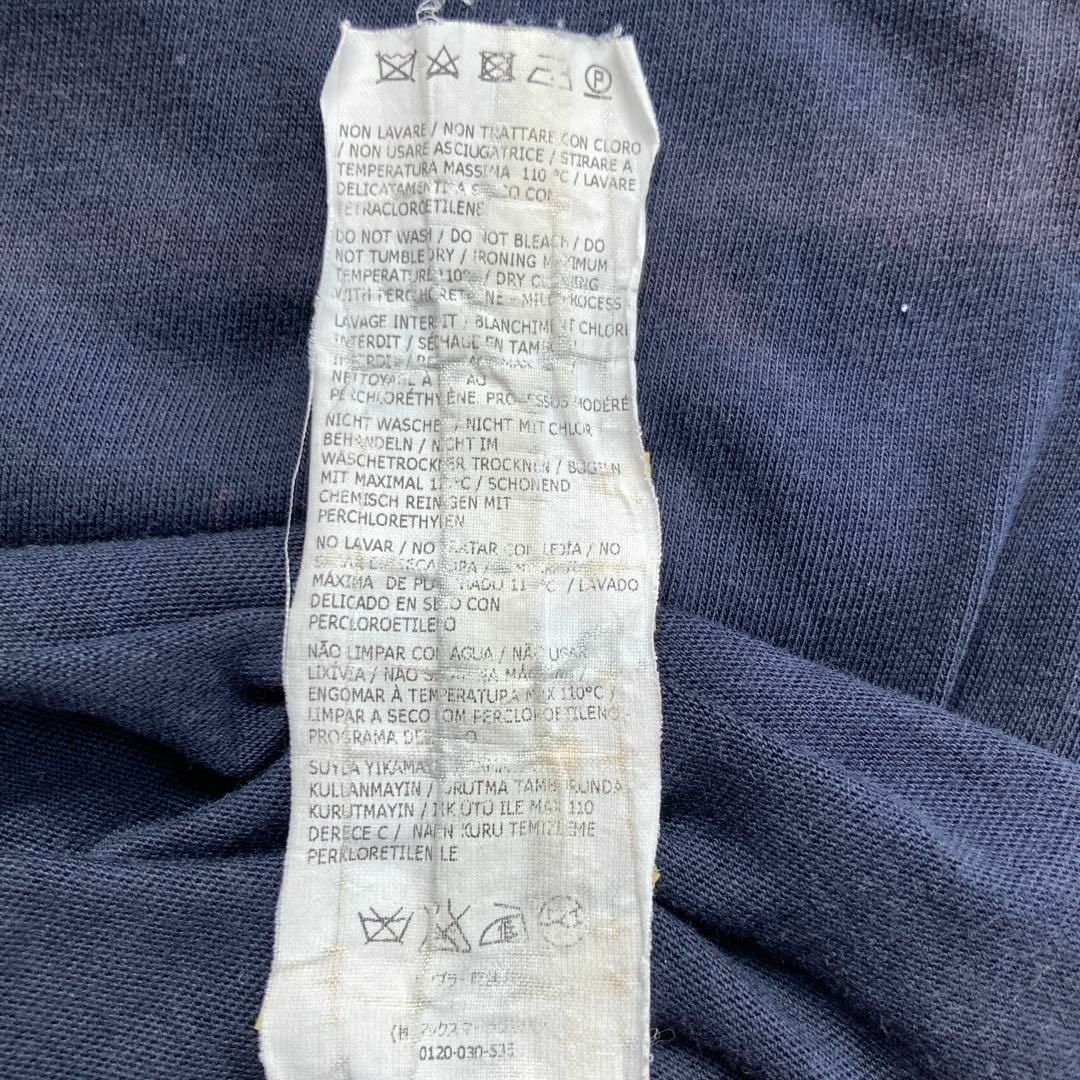 P
NON LAVARE / NON TRATTARE CON CLORO
/ NON USARE ASCIUGATRICE / STIRARE A
TEMPERATURA MASSIMA 110 °C / LAVARE
DELICATAMENTE A SECCO CON
TETRACLOROETILENE
DO NOT WASH / DO NOT BLEACH / DO
NOT TUMBLE DRY / IRONING MAXIMUM
TEMPERATURE 110° / DRY CLEANING
WITH PERCHLORETHYLENE - MILD PROCESS
LAVAGE INTERDIT / BLANCHIMENT CHLORE
INTERDIT / SÉCHAGE EN TAMBOUR
INTERDIT /
NETTOYAGE À
PERCHLORÉTHYLÈNE, PROCESSUS MODÉRÉ
NICHT WASCHEN / NICHT MIT CHLOR
BEHANDELN / NICHT IM
WÄSCHETROCKNER TROCKNEN / BÜGELN
MIT MAXIMAL 110°C / SCHONEND
CHEMISCH REINIGEN MIT
PERCHLORETHYLEN
NO LAVAR / NO TRATAR CON LEJÍA / NO
MÁXIMA DE PLANCHADO 110°C / LAVADO
DELICADO EN SECO CON
PERCLOROETILENO
NÃO LIMPAR COM AGUA / NÃO USAR
LIXÍVIA / NÃO SECAR NA MÁQUINA /
ENGOMAR À TEMPERATURA MAX 110°C /
LIMPAR A SECO COM PERCLOROETILENO -
PROGRAMA DELICADO
SUYLA YIKAMAYIN
KULLANMAYIN / KURUTMA TAMBURUNDA
KURUTMAYIN / ILIK ÜTÜ ILE MAX 110
DERECE C / NARIN KURU TEMIZLEME
PERKLORETILEN ILE
0120-030-535